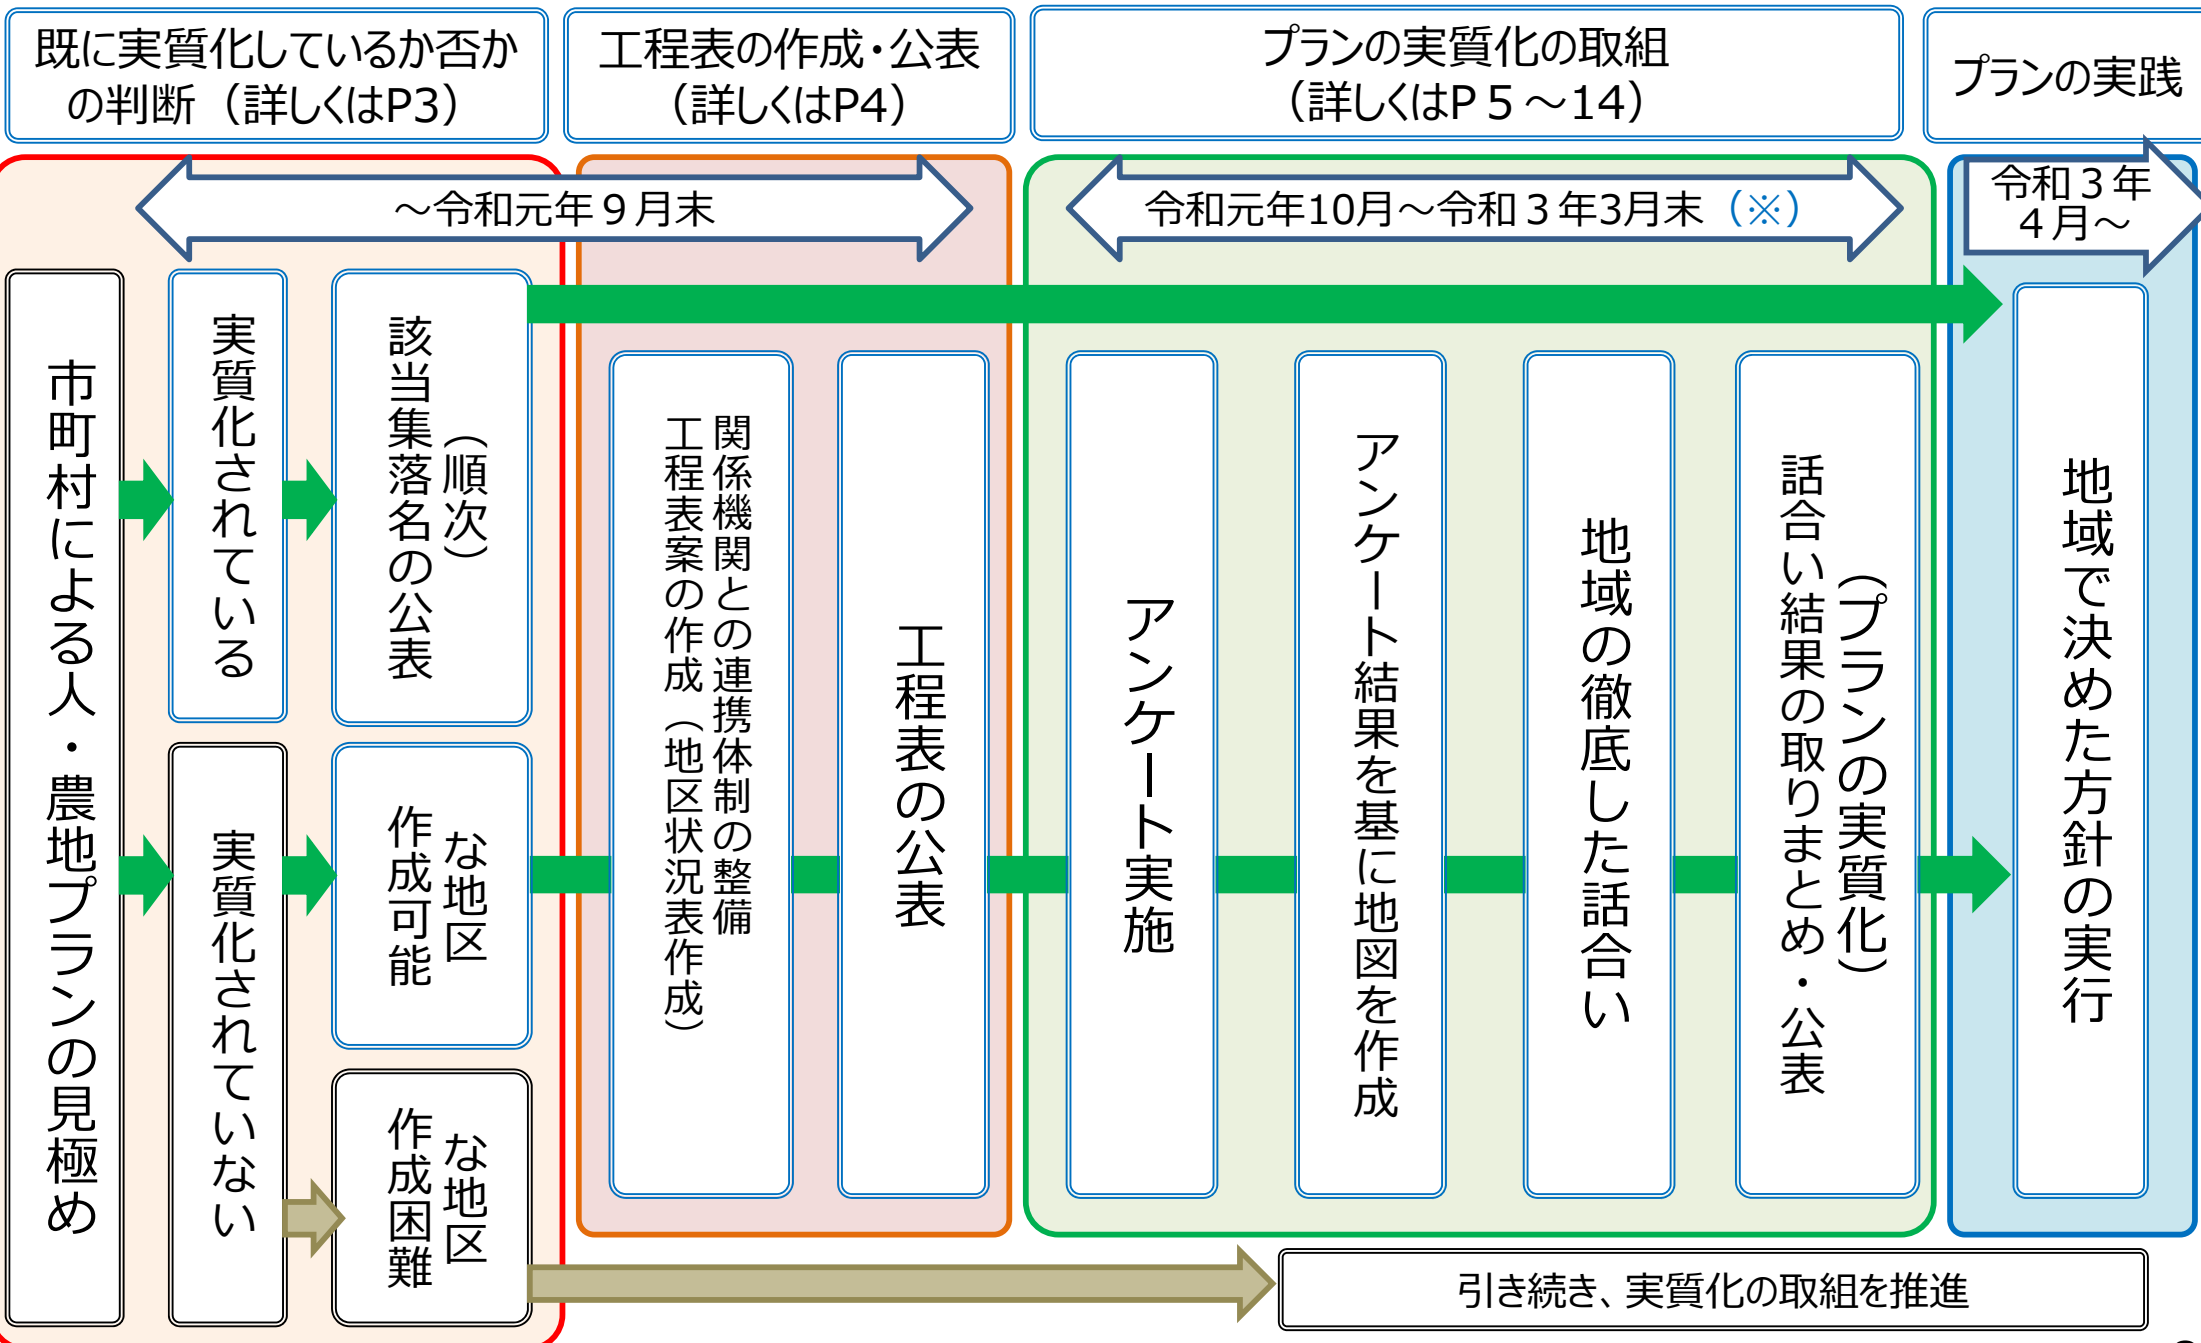 既に実質化しているか否か
の判断（詳しくはP3）
工程表の作成・公表
（詳しくはP4）
プランの実質化の取組
（詳しくはP５～14）
プランの実践
～令和元年９月末
令和元年10月～令和３年3月末（※）
令和３年
４月～
市町村による人・農地プランの見極め
実質化されている
該当集落名の公表
（順次）
実質化されていない
作成可能
な地区
作成困難
な地区
関係機関との連携体制の整備
工程表案の作成（地区状況表作成）
工程表の公表
アンケート実施
アンケート結果を基に地図を作成
地域の徹底した話合い
話合い結果の取りまとめ・公表
（プランの実質化）
地域で決めた方針の実行
引き続き、実質化の取組を推進